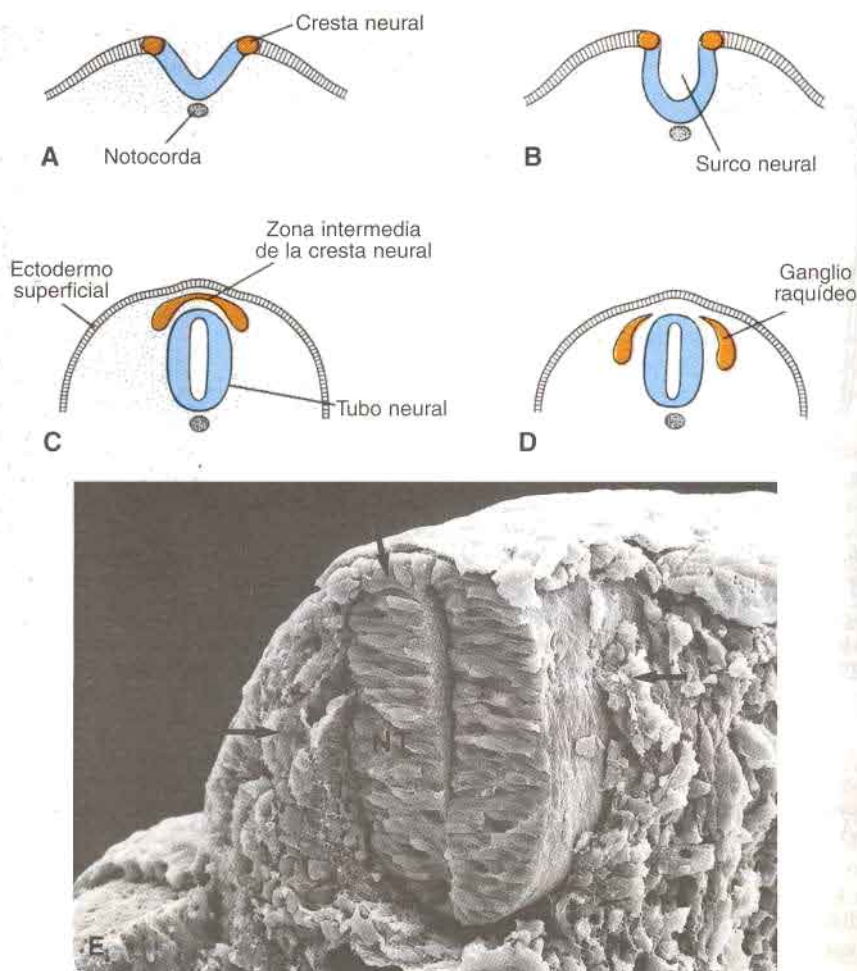 Cresta neural
A
Notocorda
B
Surco neural
Zona intermedia
de la cresta neural
Ectodermo
superficial
Tubo neural
C
Ganglio
raquídeo
D
NT
E